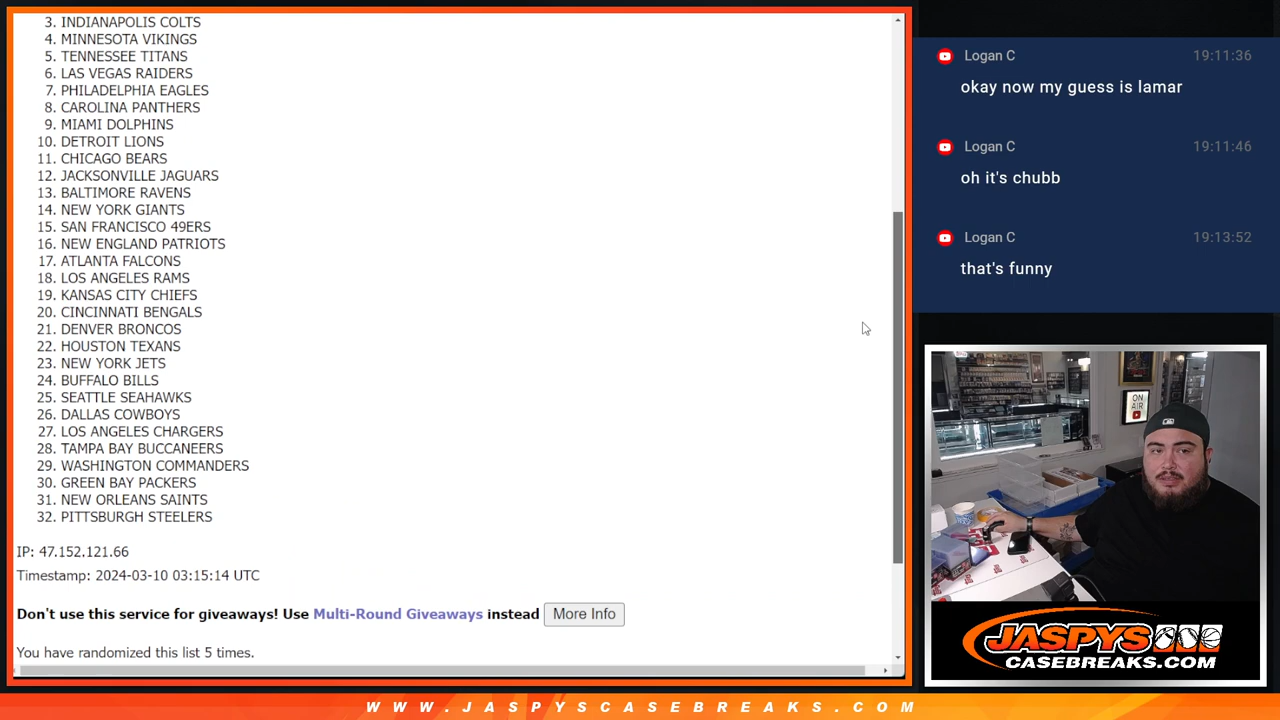 3. INDIANAPOLIS COLTS
4. MINNESOTA VIKINGS
5. TENNESSEE TITANS
6. LAS VEGAS RAIDERS
7. PHILADELPHIA EAGLES
8. CAROLINA PANTHERS
9. MIAMI DOLPHINS
10. DETROIT LIONS
11. CHICAGO BEARS
12. JACKSONVILLE JAGUARS
13. BALTIMORE RAVENS
14. NEW YORK GIANTS
15. SAN FRANCISCO 49ERS
16. NEW ENGLAND PATRIOTS
17. ATLANTA FALCONS
18. LOS ANGELES RAMS
19. KANSAS CITY CHIEFS
20. CINCINNATI BENGALS
21. DENVER BRONCOS
22. HOUSTON TEXANS
23. NEW YORK JETS
24. BUFFALO BILLS
25. SEATTLE SEAHAWKS
26. DALLAS COWBOYS
27. LOS ANGELES CHARGERS
28. TAMPA BAY BUCCANEERS
29. WASHINGTON COMMANDERS
30. GREEN BAY PACKERS
31. NEW ORLEANS SAINTS
32. PITTSBURGH STEELERS
IP: 47.152.121.66
Timestamp: 2024-03-10 03:15:14 UTC
Don't use this service for giveaways! Use Multi-Round Giveaways instead More Info
You have randomized this list 5 times.
Logan C 19:11:36
okay now my guess is lamar
Logan C 19:11:46
oh it's chubb
Logan C 19:13:52
that's funny
ON
AIR
JASPYS
CASEBREAKS.COM
WWW.JASPYSCASEBREAKS.COM